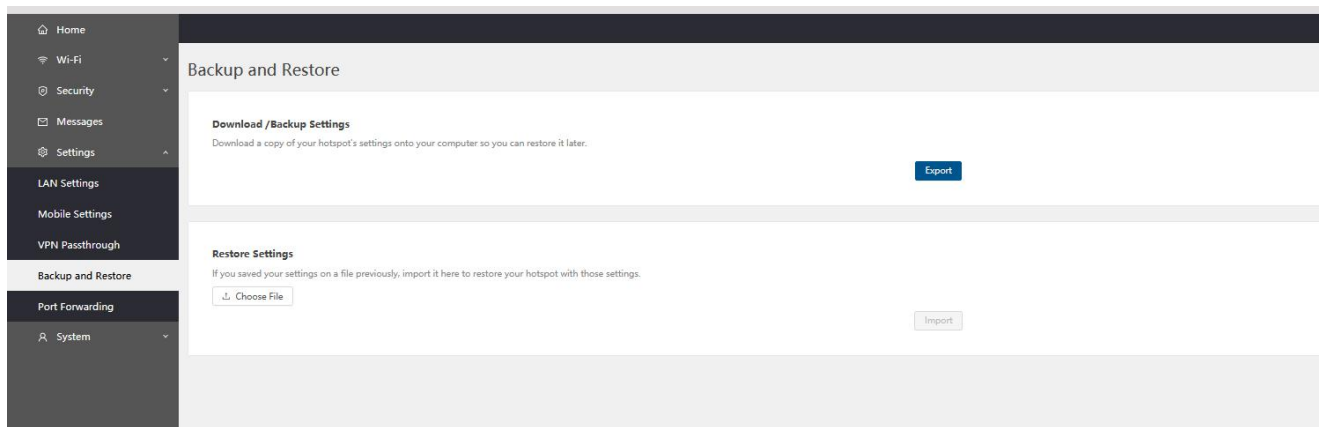 Home
Wi-Fi
Security
Messages
Settings
LAN Settings
Mobile Settings
VPN Passthrough
Backup and Restore
Port Forwarding
System
Backup and Restore
Download /Backup Settings
Download a copy of your hotspot's settings onto your computer so you can restore it later.
Export
Restore Settings
If you saved your settings on a file previously, import it here to restore your hotspot with those settings.
Choose File
Import